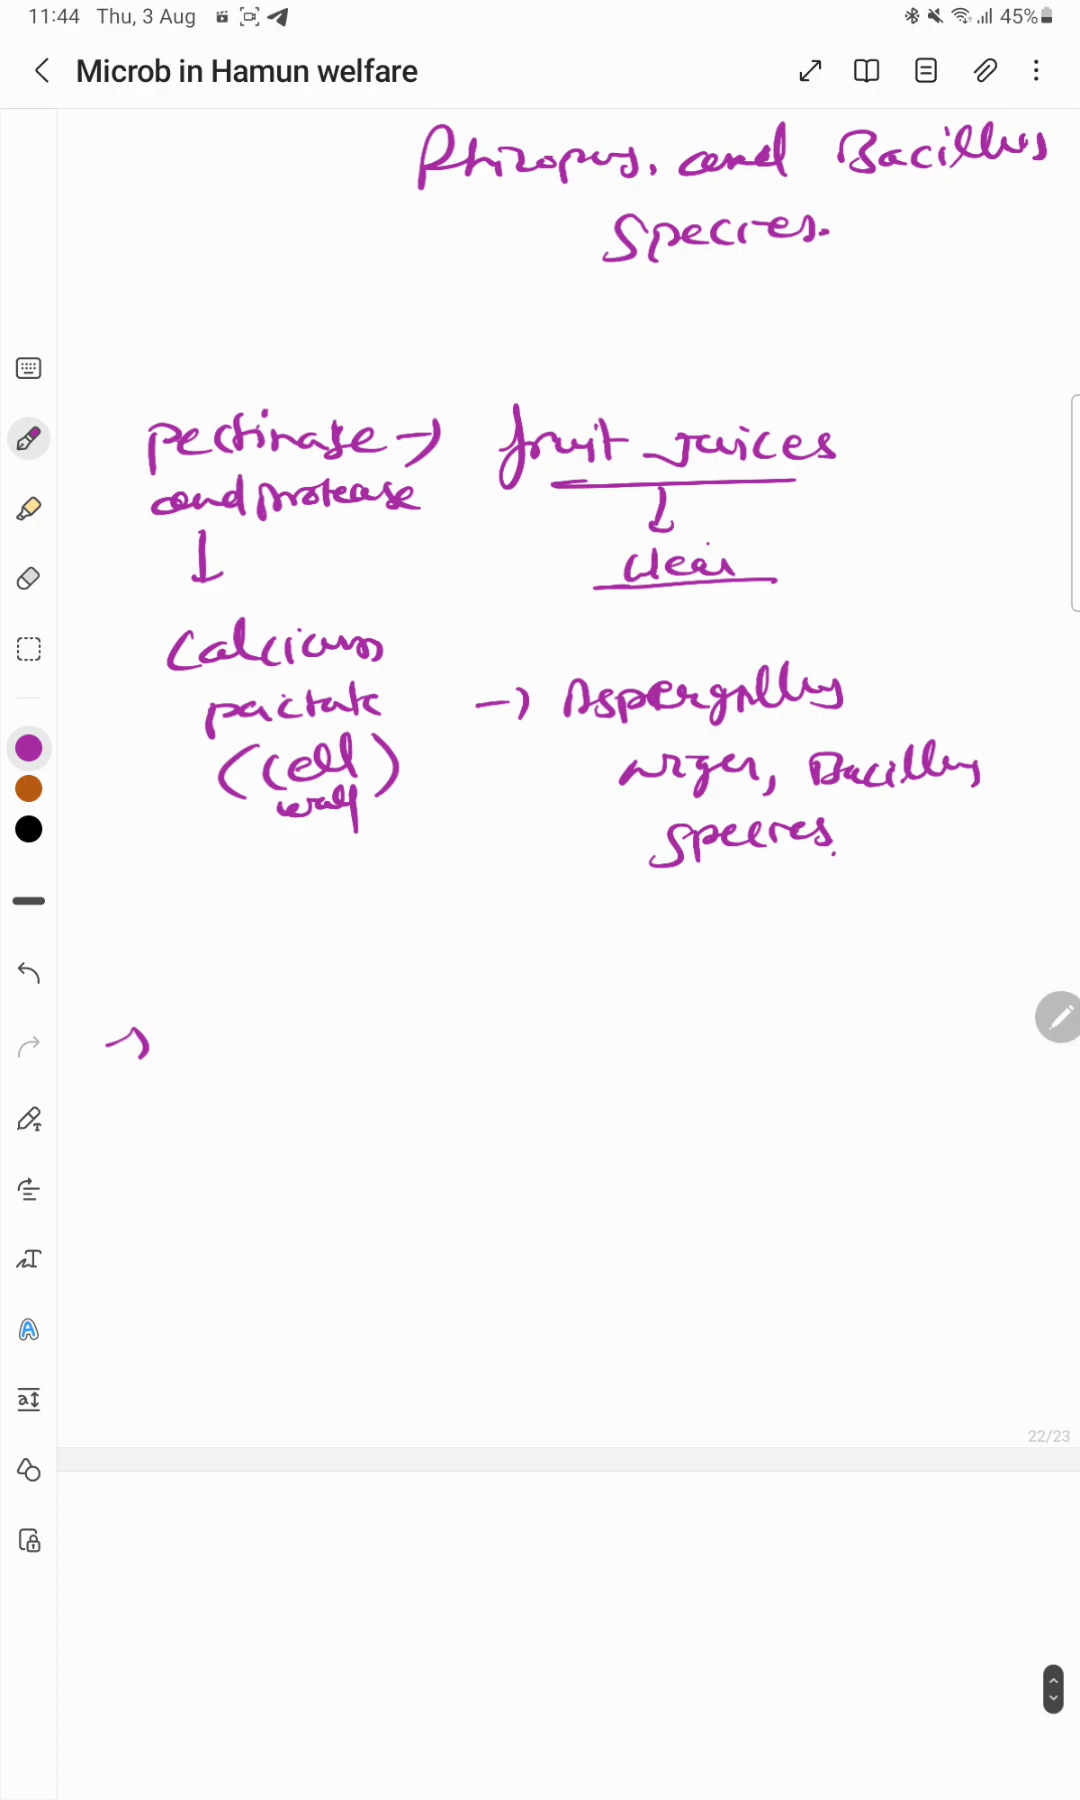 11:44 Thu, 3 Aug 45%
Microb in Hamun welfare
Rhizopus, and Bacillus
Species.
pectinase → fruit juices
and protease
clear
Calcium
pectate → Aspergillus
(cell wall) niger, Bacillus
species.
→
22/23